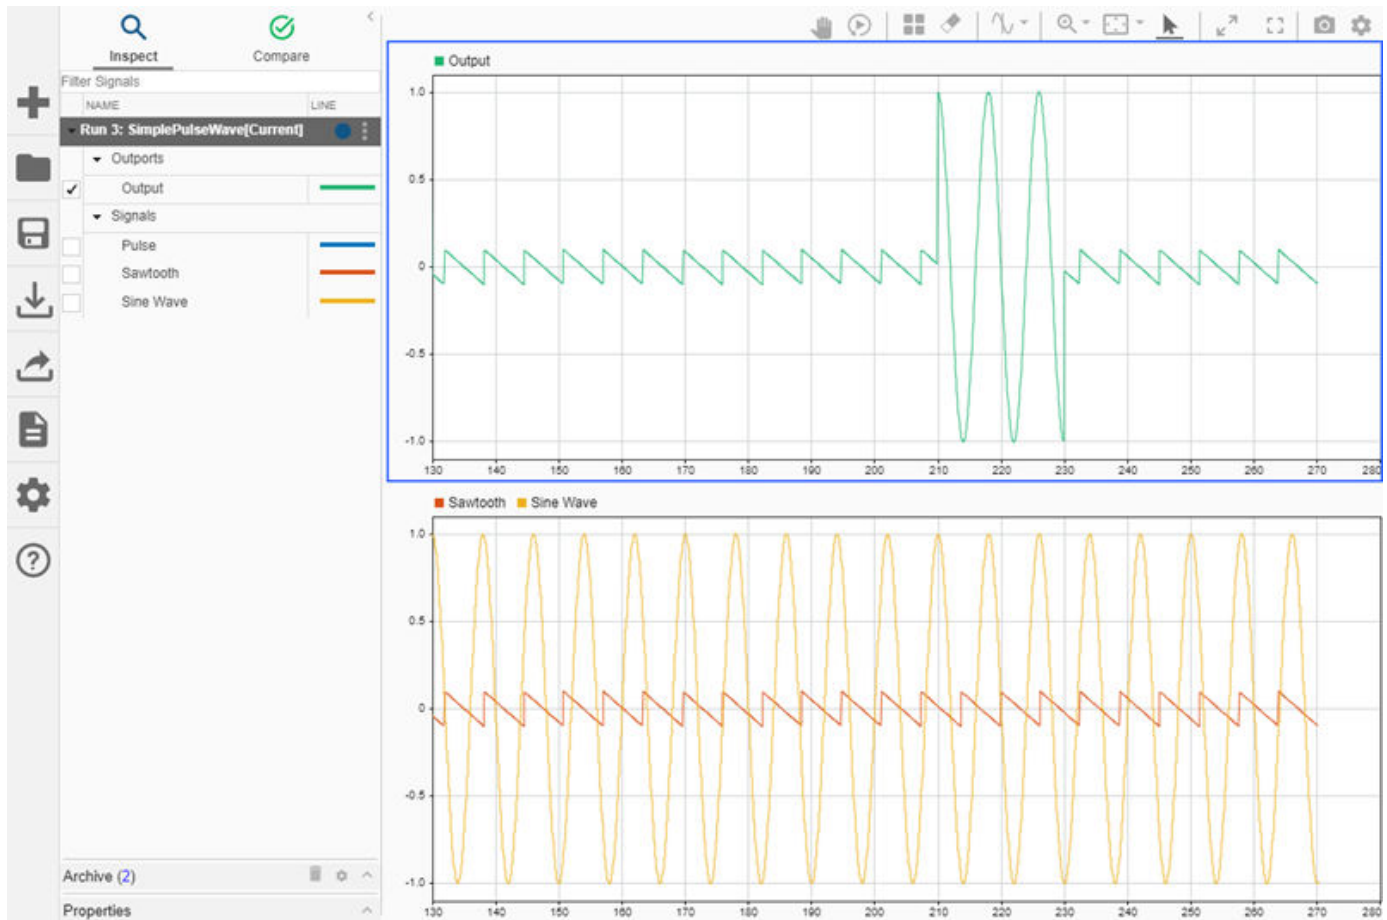 Inspect
Compare
Filter Signals
NAME LINE
Run 3: SimplePulseWave[Current]
Outports
Output
Signals
Pulse
Sawtooth
Sine Wave
Archive (2)
Properties
Output
1.0
0.5
0
-0.5
-1.0
130 140 150 160 170 180 190 200 210 220 230 240 250 260 270 280
Sawtooth Sine Wave
1.0
0.5
0
-0.5
-1.0
130 140 150 160 170 180 190 200 210 220 230 240 250 260 270 280